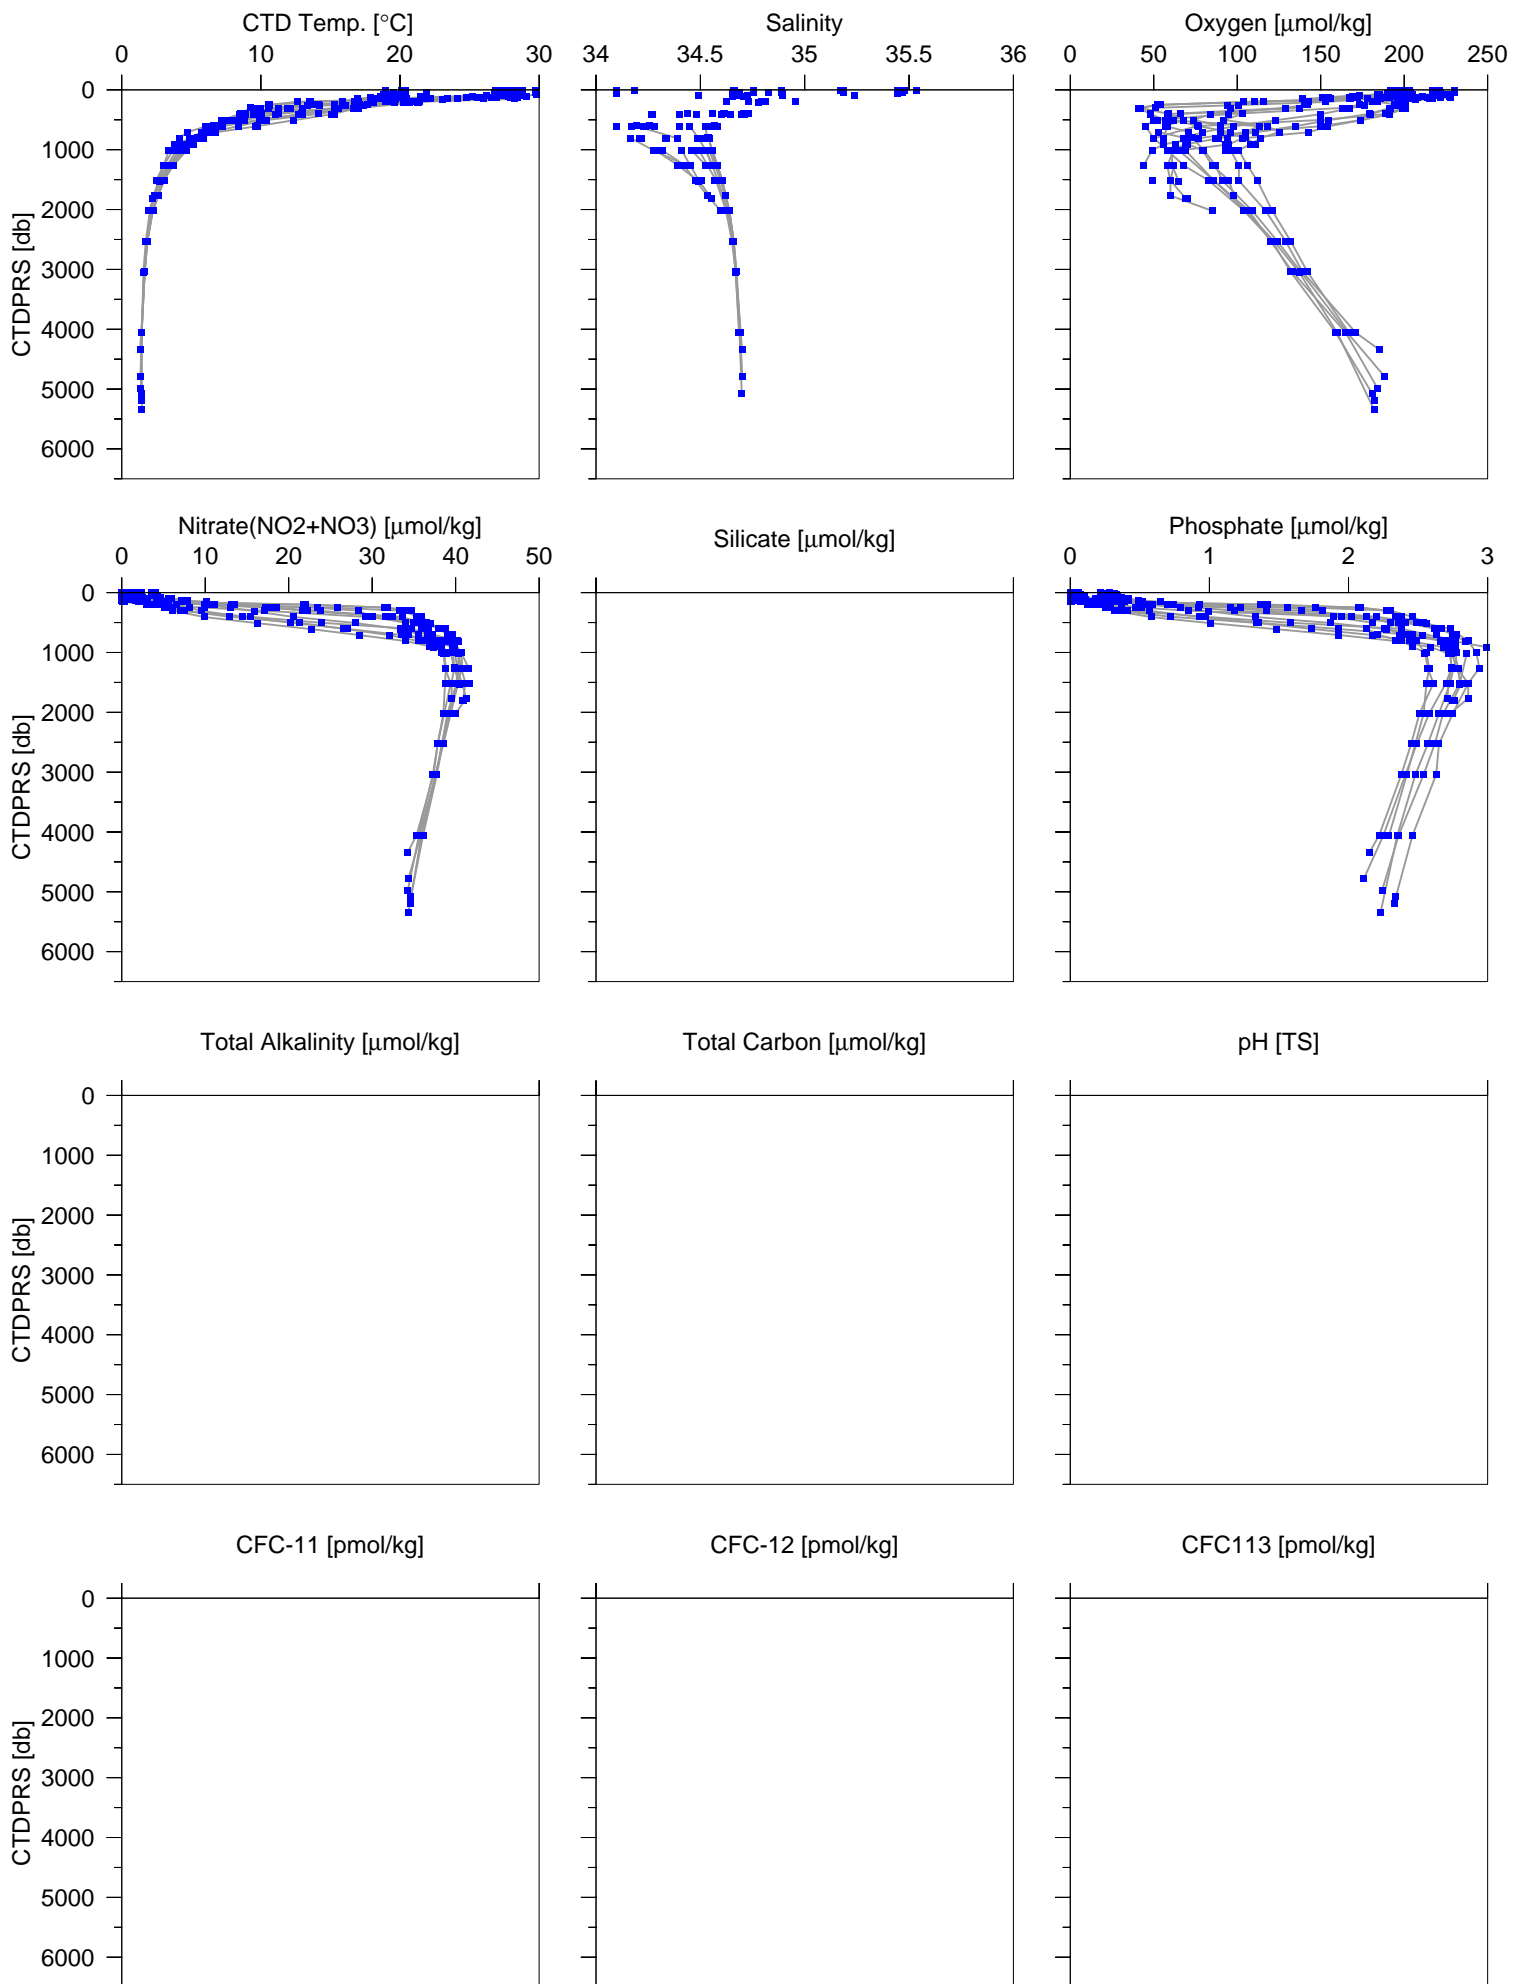 CTD Temp. [°C] Salinity Oxygen [μmol/kg]
0 10 20 30 34 34.5 35 35.5 36 0 50 100 150 200 250
0
1000
2000
3000
4000
5000
6000
CTDPRS [db]
Nitrate(NO2+NO3) [μmol/kg] Silicate [μmol/kg] Phosphate [μmol/kg]
0 10 20 30 40 50 0 1 2 3
0
1000
2000
3000
4000
5000
6000
CTDPRS [db]
Total Alkalinity [μmol/kg] Total Carbon [μmol/kg] pH [TS]
0
1000
2000
3000
4000
5000
6000
CTDPRS [db]
CFC-11 [pmol/kg] CFC-12 [pmol/kg] CFC113 [pmol/kg]
0
1000
2000
3000
4000
5000
6000
CTDPRS [db]